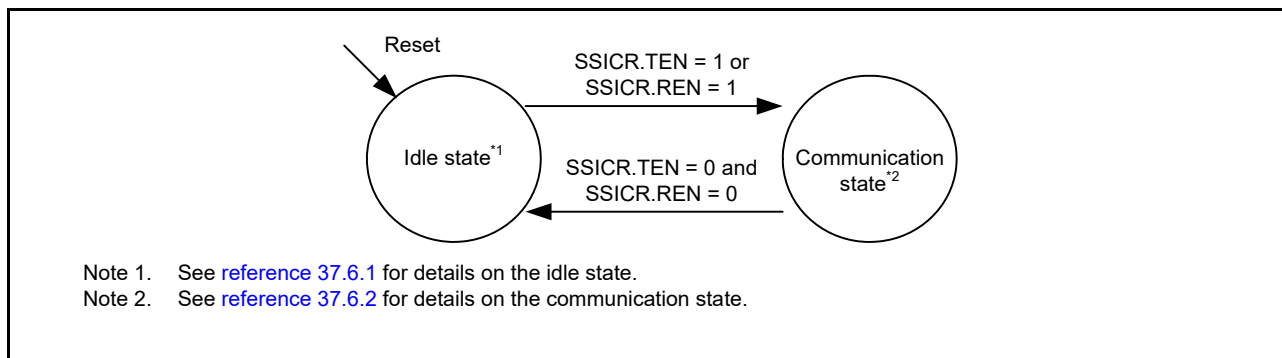 Reset
SSICR.TEN = 1 or
SSICR.REN = 1
Idle state*1
SSICR.TEN = 0 and
SSICR.REN = 0
Communication
state*2
Note 1. See reference 37.6.1 for details on the idle state.
Note 2. See reference 37.6.2 for details on the communication state.